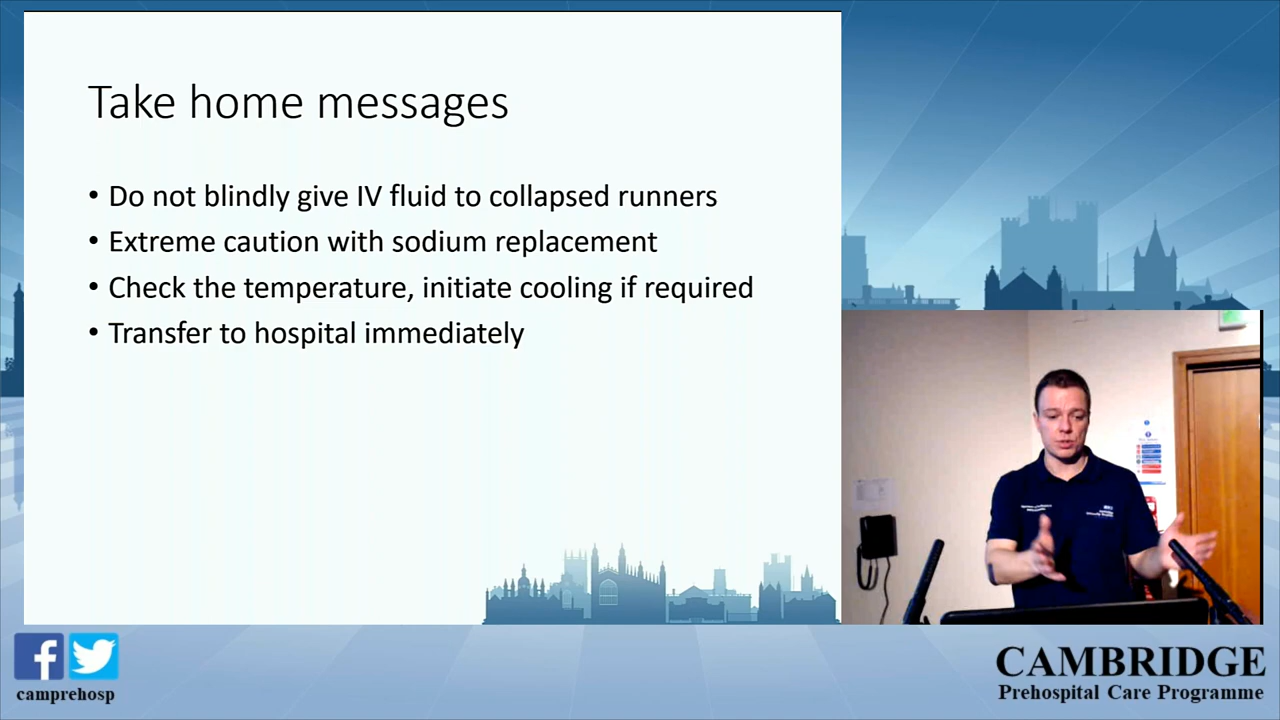 Take home messages
• Do not blindly give IV fluid to collapsed runners
• Extreme caution with sodium replacement
• Check the temperature, initiate cooling if required
• Transfer to hospital immediately
camprehosp
CAMBRIDGE
Prehospital Care Programme